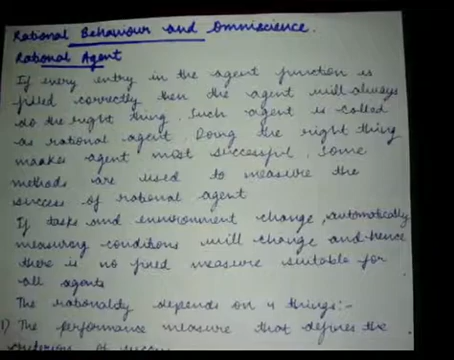 Rational Behaviour and Omniscience.
Rational Agent
If every entry in the agent function is
filled correctly then the agent will always
do the right thing. Such agent is called
as rational agent. Doing the right thing
makes agent most successful. Some
methods are used to measure the
success of rational agent
If tasks and environment change, automatically
measuring conditions will change and hence
there is no fixed measure suitable for
all agents
The rationality depends on 4 things:-
1) The performance measure that defines the
criterion of success